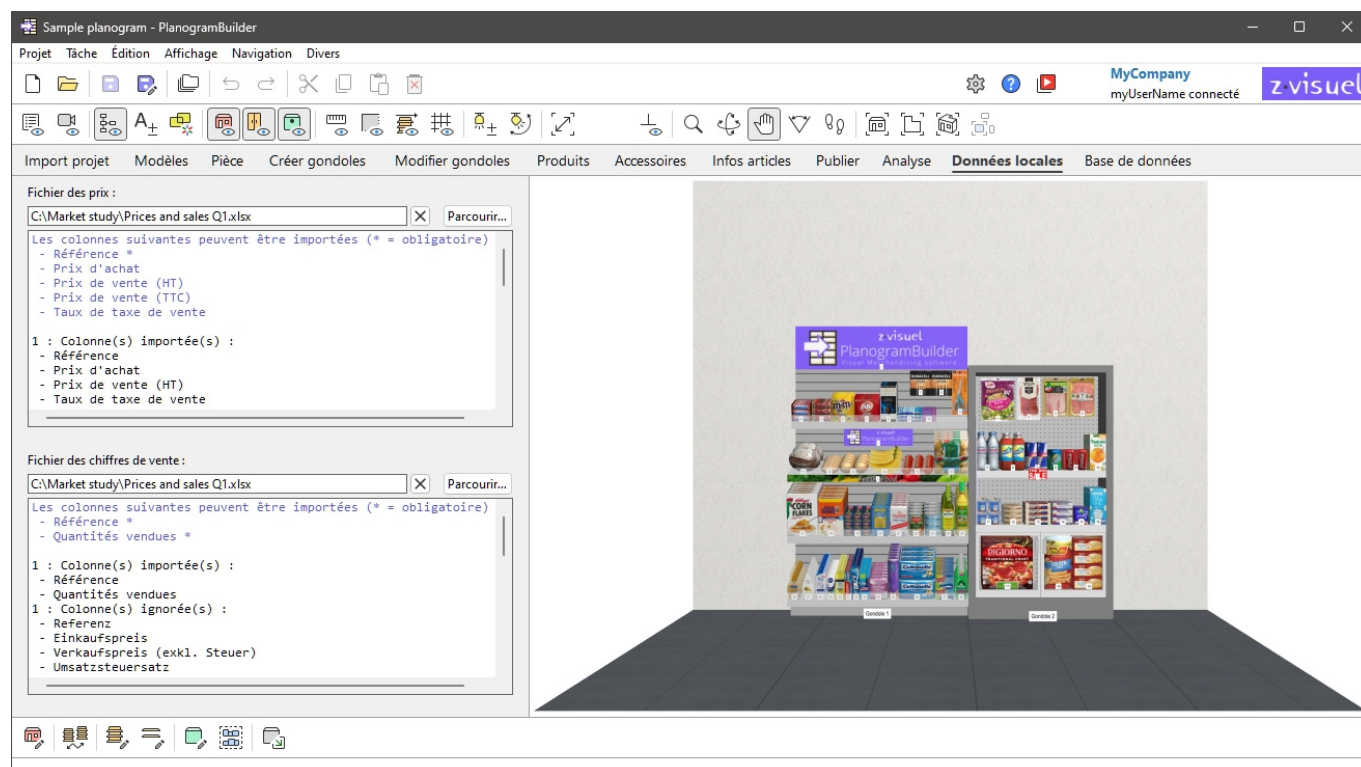 Sample planogram - PlanogramBuilder
Projet Tâche Édition Affichage Navigation Divers
MyCompany
myUserName connecté
z·visuel
Import projet Modèles Pièce Créer gondoles Modifier gondoles Produits Accessoires Infos articles Publier Analyse Données locales Base de données
Fichier des prix :
C:\Market study\Prices and sales Q1.xlsx
Parcourir...
Les colonnes suivantes peuvent être importées (* = obligatoire)
- Référence *
- Prix d'achat
- Prix de vente (HT)
- Prix de vente (TTC)
- Taux de taxe de vente
1 : Colonne(s) importée(s) :
- Référence
- Prix d'achat
- Prix de vente (HT)
- Taux de taxe de vente
Fichier des chiffres de vente :
C:\Market study\Prices and sales Q1.xlsx
Parcourir...
Les colonnes suivantes peuvent être importées (* = obligatoire)
- Référence *
- Quantités vendues *
1 : Colonne(s) importée(s) :
- Référence
- Quantités vendues
1 : Colonne(s) ignorée(s) :
- Referenz
- Einkaufspreis
- Verkaufspreis (exkl. Steuer)
- Umsatzsteuersatz
z·visuel
PlanogramBuilder
Visual Merchandising software
z·visuel
PlanogramBuilder
SALE
CORN
FLAKES
DIGIORNO
Gondole 1
Gondole 2